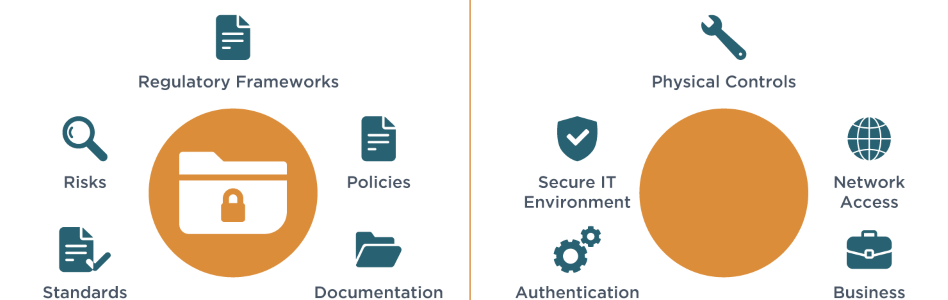 Regulatory Frameworks
Risks
Policies
Standards
Documentation
Physical Controls
Secure IT
Environment
Network
Access
Authentication
Business